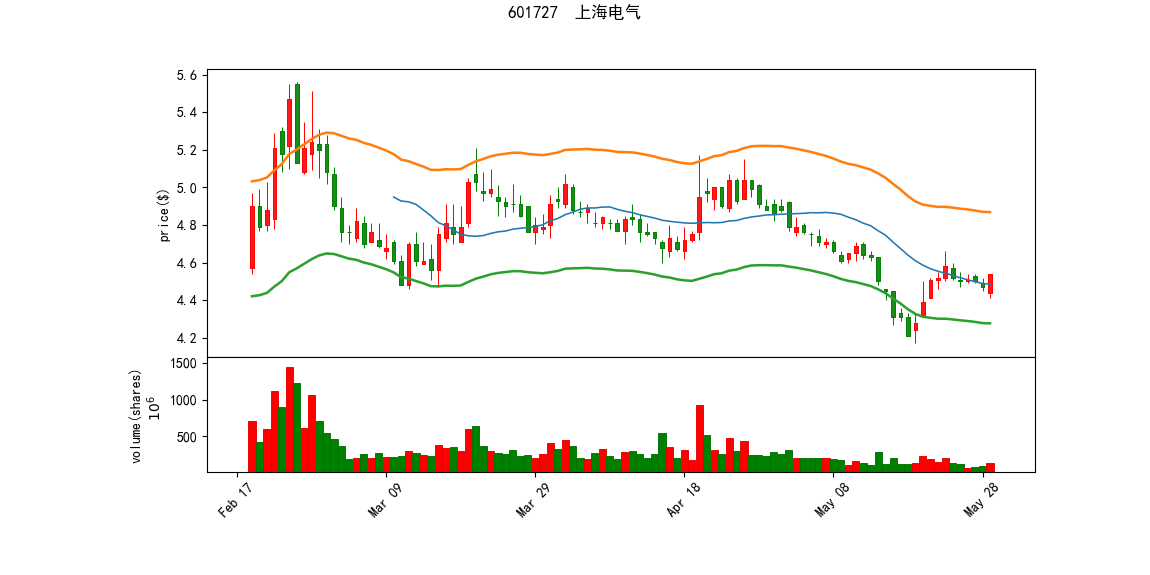 601727 上海电气
price($)
5.6
5.4
5.2
5.0
4.8
4.6
4.4
4.2
volume(shares)
10^6
1500
1000
500
Feb 17
Mar 09
Mar 29
Apr 18
May 08
May 28